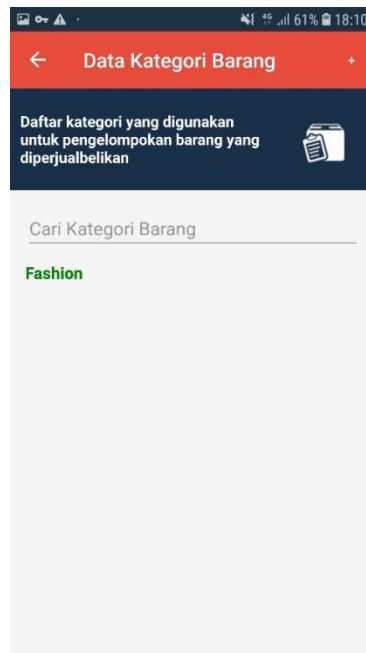 61% 18:10
Data Kategori Barang +
Daftar kategori yang digunakan
untuk pengelompokan barang yang
diperjualbelikan
Cari Kategori Barang
Fashion